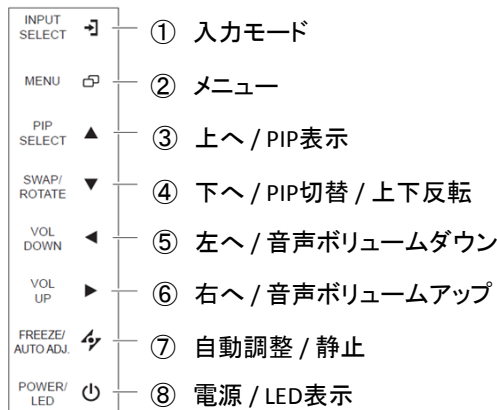 INPUT
SELECT
① 入力モード
MENU
② メニュー
PIP
SELECT
③ 上へ / PIP表示
SWAP/
ROTATE
④ 下へ / PIP切替 / 上下反転
VOL
DOWN
⑤ 左へ / 音声ボリュームダウン
VOL
UP
⑥ 右へ / 音声ボリュームアップ
FREEZE/
AUTO ADJ.
⑦ 自動調整 / 静止
POWER/
LED
⑧ 電源 / LED表示